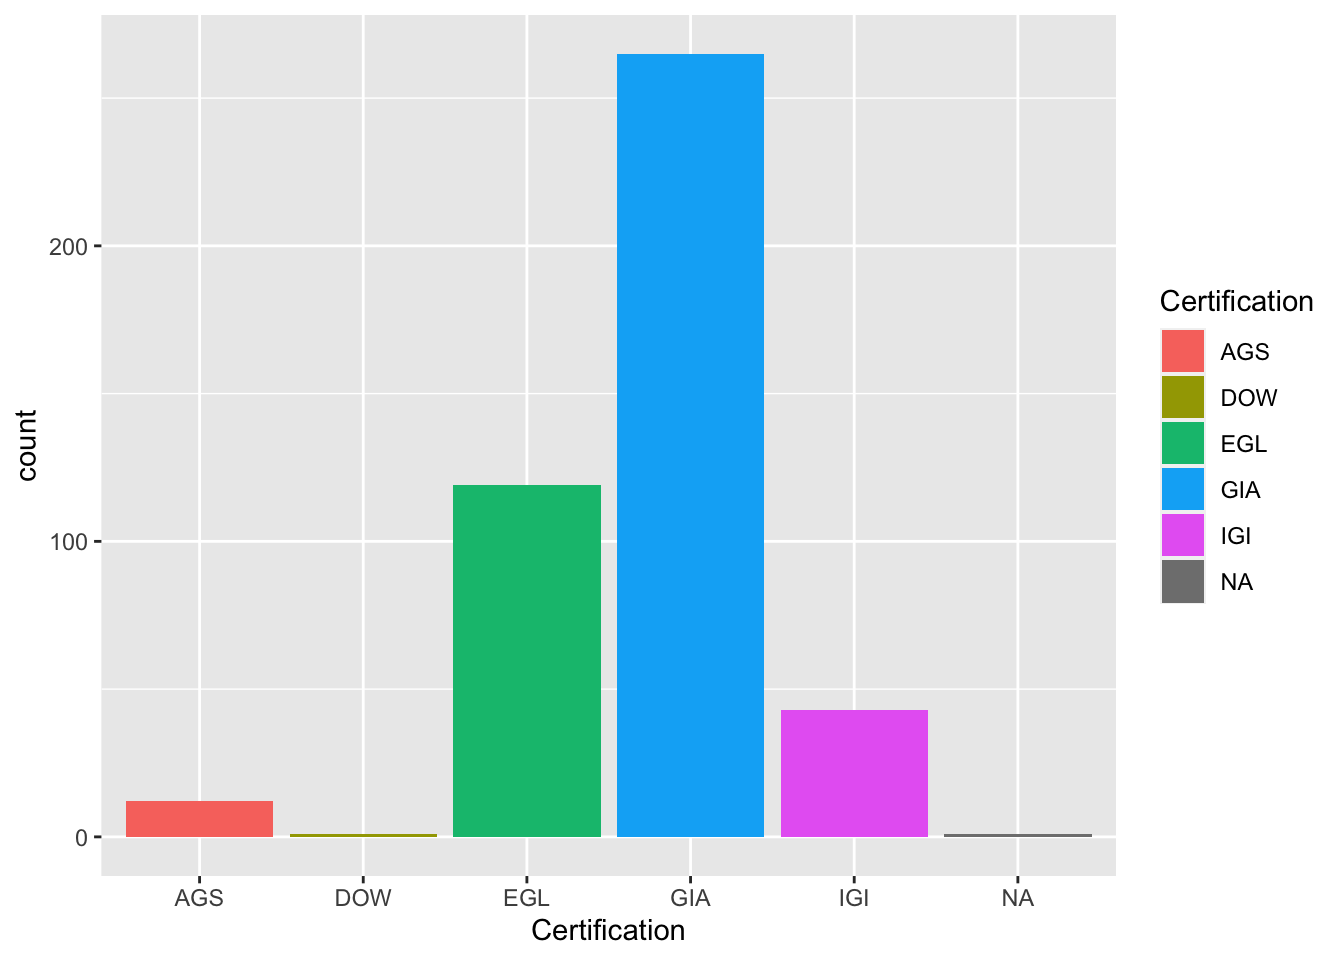 count
200
100
0
AGS
DOW
EGL
GIA
IGI
NA
Certification
Certification
AGS
DOW
EGL
GIA
IGI
NA